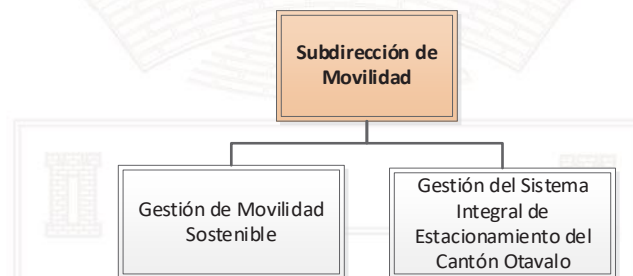 Subdirección de
Movilidad
Gestión de Movilidad
Sostenible
Gestión del Sistema
Integral de
Estacionamiento del
Cantón Otavalo